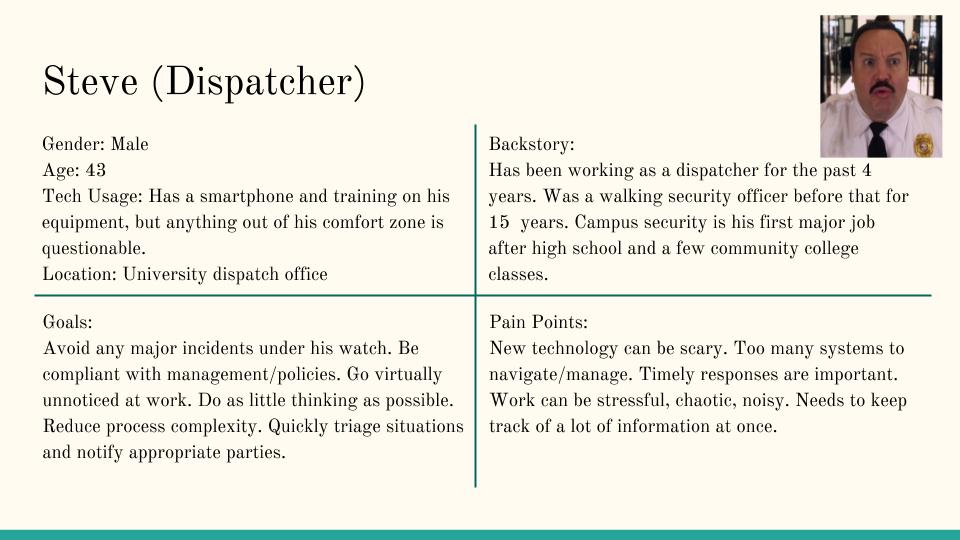 Steve (Dispatcher)
Gender: Male
Age: 43
Tech Usage: Has a smartphone and training on his
equipment, but anything out of his comfort zone is
questionable.
Location: University dispatch office
Backstory:
Has been working as a dispatcher for the past 4
years. Was a walking security officer before that for
15  years. Campus security is his first major job
after high school and a few community college
classes.
Goals:
Avoid any major incidents under his watch. Be
compliant with management/policies. Go virtually
unnoticed at work. Do as little thinking as possible.
Reduce process complexity. Quickly triage situations
and notify appropriate parties.
Pain Points:
New technology can be scary. Too many systems to
navigate/manage. Timely responses are important.
Work can be stressful, chaotic, noisy. Needs to keep
track of a lot of information at once.